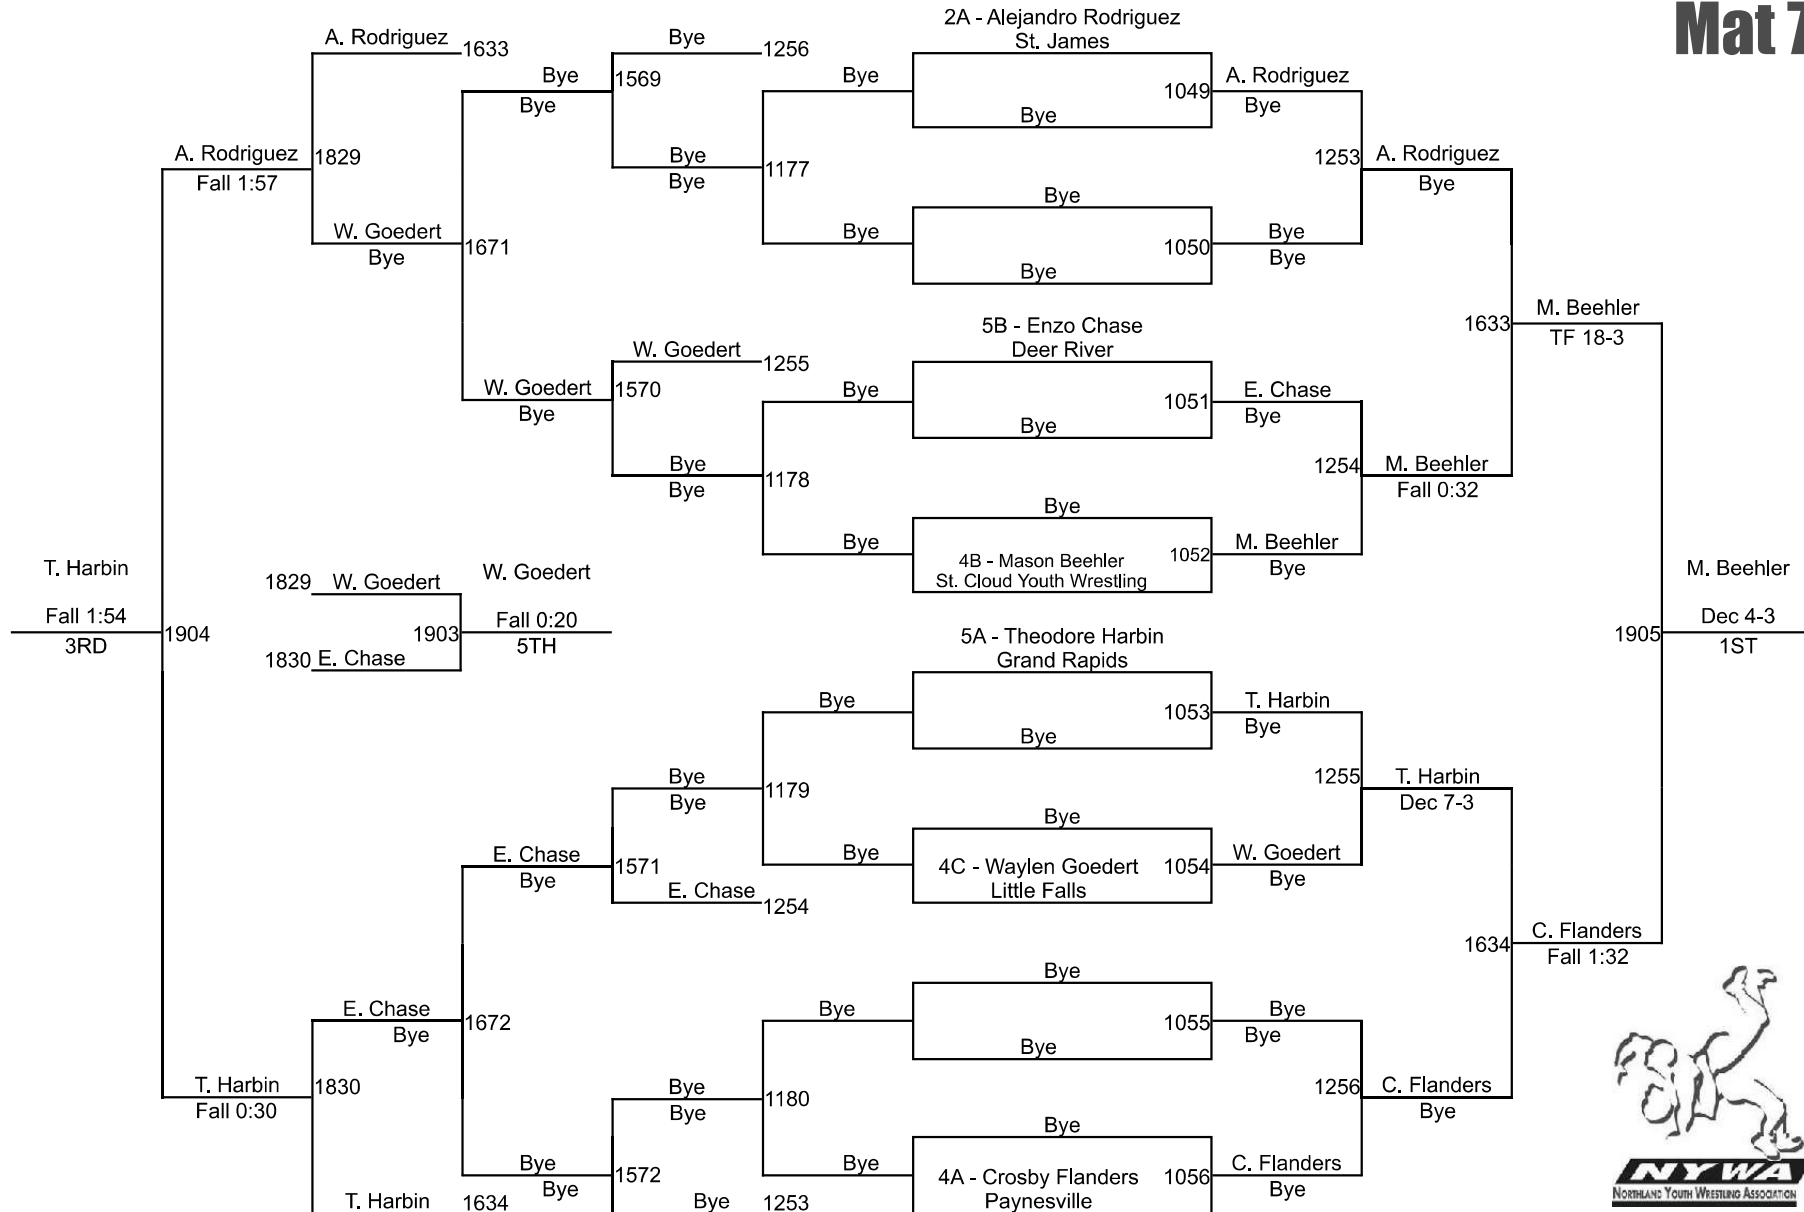 Mat 7
2A - Alejandro Rodriguez
St. James
A. Rodriguez
1633
Bye
1256
Bye
1569
Bye
Bye
1049
A. Rodriguez
Bye
Bye
A. Rodriguez
1829
Fall 1:57
Bye
1177
Bye
1253
A. Rodriguez
Bye
Bye
W. Goedert
1671
Bye
Bye
1050
Bye
Bye
Bye
5B - Enzo Chase
Deer River
1633
M. Beehler
TF 18-3
W. Goedert
1255
W. Goedert
1570
Bye
Bye
1051
E. Chase
Bye
Bye
Bye
1178
Bye
1254
M. Beehler
Fall 0:32
Bye
Bye
4B - Mason Beehler
St. Cloud Youth Wrestling
1052
M. Beehler
Bye
T. Harbin
Fall 1:54
3RD
1904
1829
W. Goedert
1903
1830
E. Chase
W. Goedert
Fall 0:20
5TH
5A - Theodore Harbin
Grand Rapids
1905
M. Beehler
Dec 4-3
1ST
Bye
1053
T. Harbin
Bye
Bye
Bye
1179
Bye
1255
T. Harbin
Dec 7-3
Bye
E. Chase
1571
Bye
Bye
4C - Waylen Goedert
Little Falls
1054
W. Goedert
Bye
E. Chase
1254
1634
C. Flanders
Fall 1:32
Bye
E. Chase
1672
Bye
Bye
1055
Bye
Bye
Bye
T. Harbin
1830
Fall 0:30
Bye
1180
Bye
1256
C. Flanders
Bye
Bye
Bye
1572
Bye
Bye
4A - Crosby Flanders
Paynesville
1056
C. Flanders
Bye
T. Harbin
1634
Bye
1253
NYWA
NORTHLAND YOUTH WRESTLING ASSOCIATION